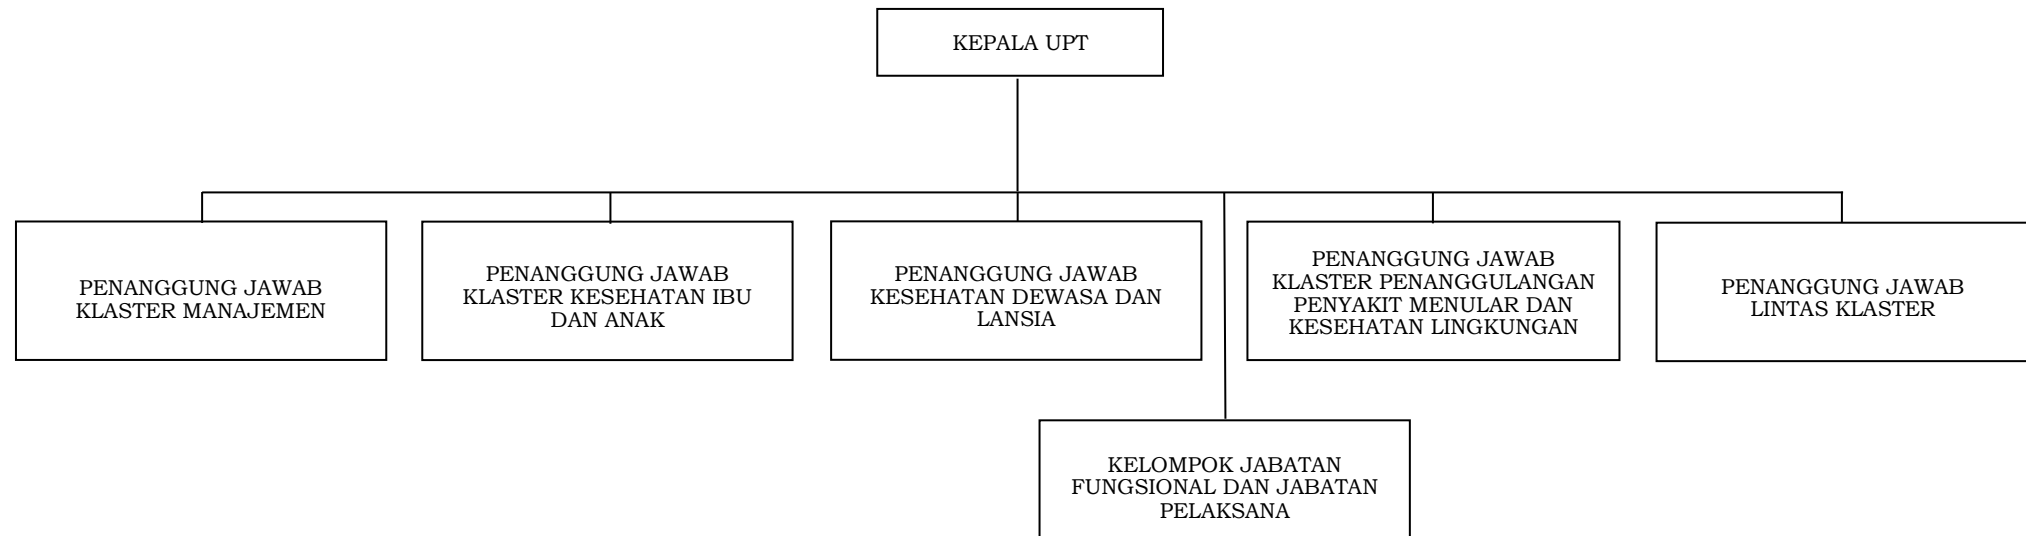 KEPALA UPT
PENANGGUNG JAWAB
KLASTER MANAJEMEN
PENANGGUNG JAWAB
KLASTER KESEHATAN IBU
DAN ANAK
PENANGGUNG JAWAB
KESEHATAN DEWASA DAN
LANSIA
PENANGGUNG JAWAB
KLASTER PENANGGULANGAN
PENYAKIT MENULAR DAN
KESEHATAN LINGKUNGAN
PENANGGUNG JAWAB
LINTAS KLASTER
KELOMPOK JABATAN
FUNGSIONAL DAN JABATAN
PELAKSANA